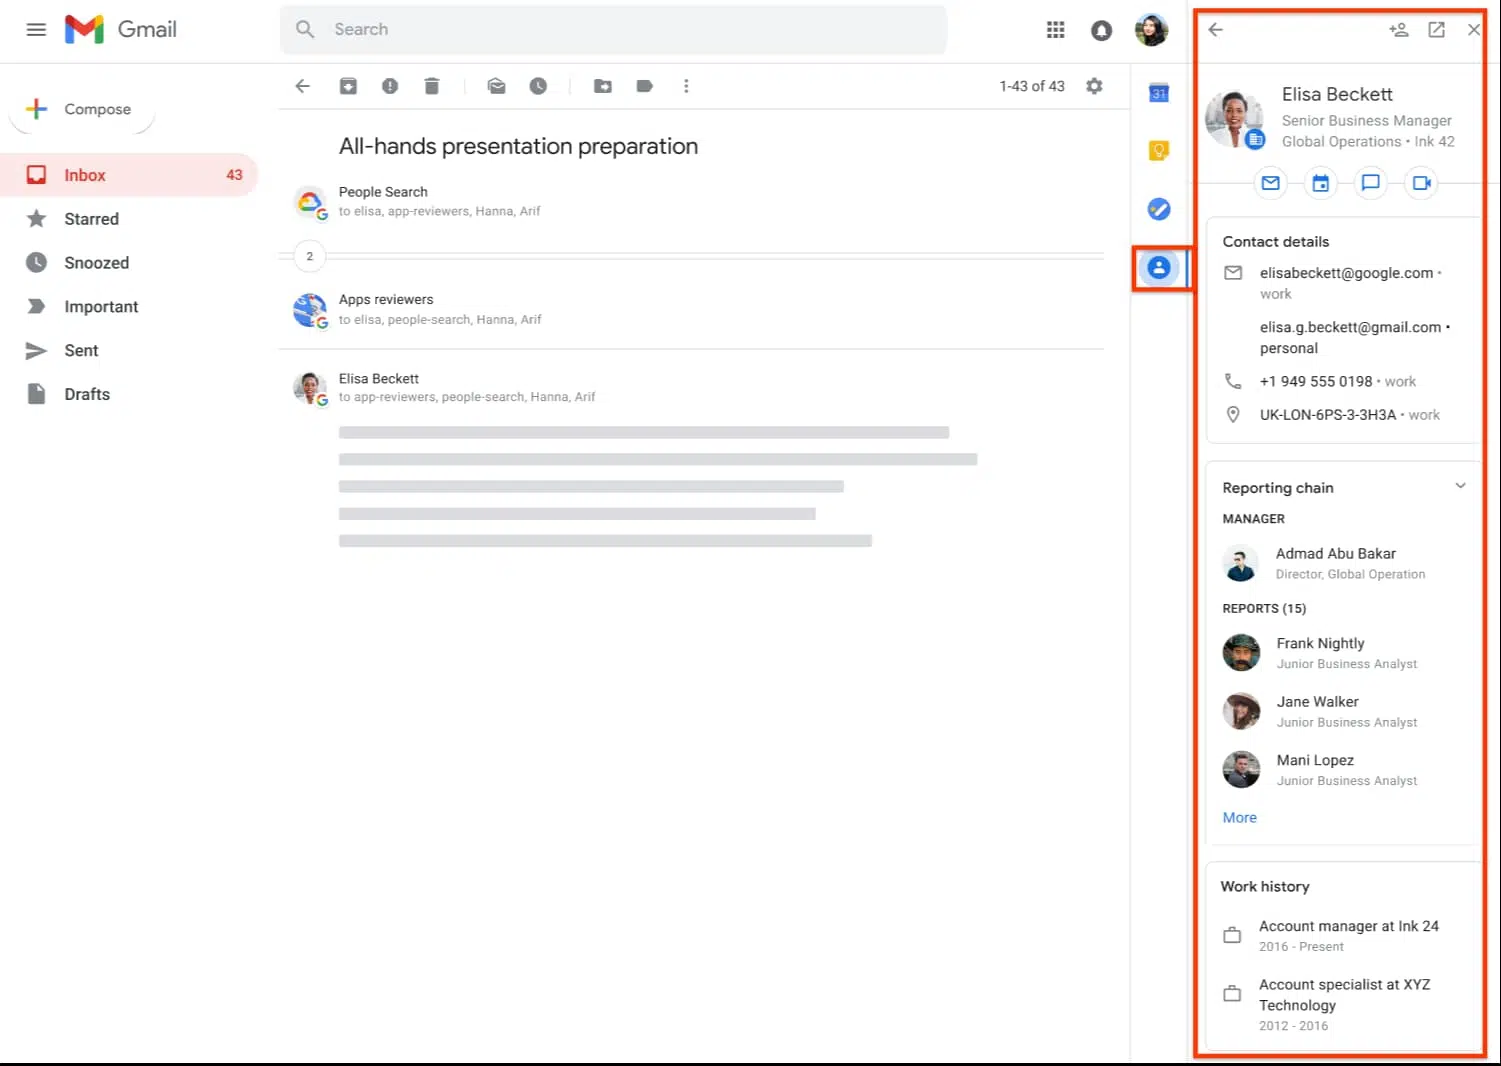 Gmail
Search
Compose
Inbox 43
Starred
Snoozed
Important
Sent
Drafts
1-43 of 43
All-hands presentation preparation
People Search
to elisa, app-reviewers, Hanna, Arif
2
Apps reviewers
to elisa, people-search, Hanna, Arif
Elisa Beckett
to app-reviewers, people-search, Hanna, Arif
31
Elisa Beckett
Senior Business Manager
Global Operations • Ink 42
Contact details
elisabeckett@google.com •
work
elisa.g.beckett@gmail.com •
personal
+1 949 555 0198 • work
UK-LON-6PS-3-3H3A • work
Reporting chain
MANAGER
Admad Abu Bakar
Director, Global Operation
REPORTS (15)
Frank Nightly
Junior Business Analyst
Jane Walker
Junior Business Analyst
Mani Lopez
Junior Business Analyst
More
Work history
Account manager at Ink 24
2016 - Present
Account specialist at XYZ
Technology
2012 - 2016